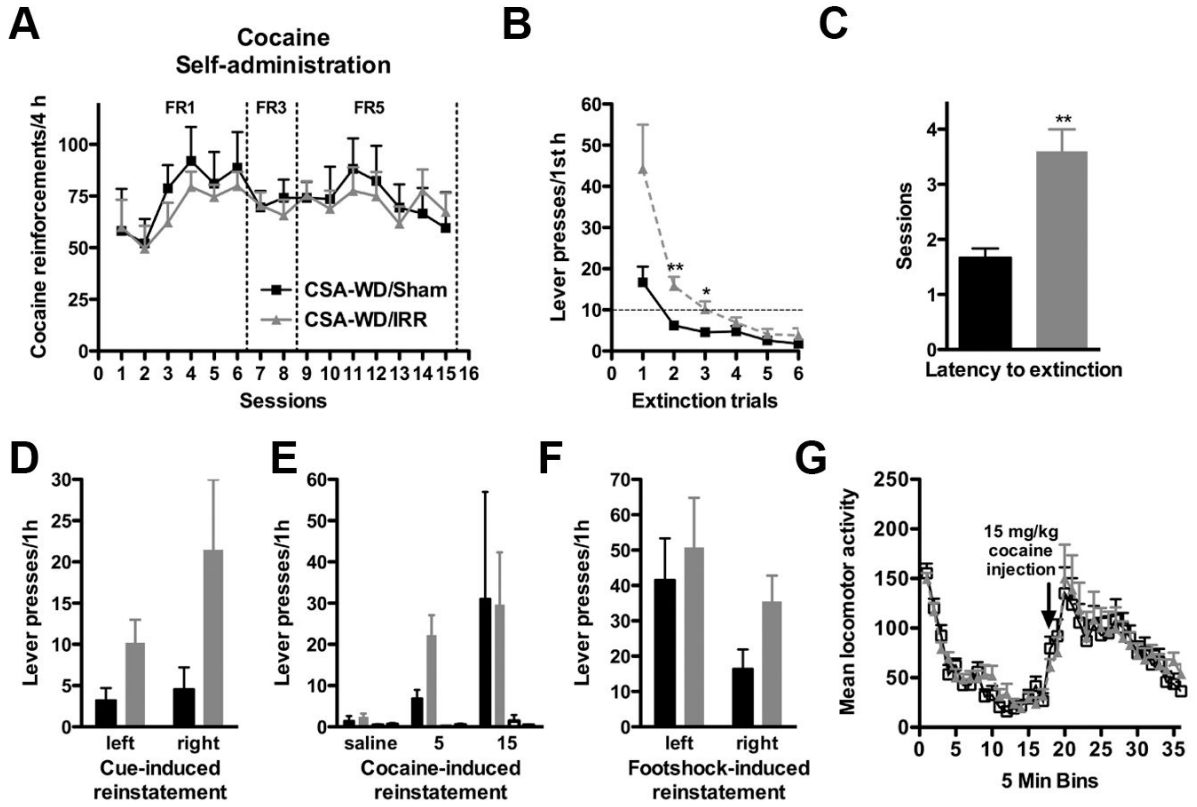 A
Cocaine
Self-administration
Cocaine reinforcements/4 h
FR1 FR3 FR5
100
75
50
25
0
CSA-WD/Sham
CSA-WD/IRR
0 1 2 3 4 5 6 7 8 9 10 11 12 13 14 15 16
Sessions
B
Lever presses/1st h
60
50
40
30
20
10
0
**
*
0 1 2 3 4 5 6
Extinction trials
C
Sessions
4
3
2
1
0
**
Latency to extinction
D
Lever presses/1h
30
25
20
15
10
5
0
left right
Cue-induced
reinstatement
E
Lever presses/1h
60
50
40
30
20
10
0
saline 5 15
Cocaine-induced
reinstatement
F
Lever presses/1h
70
60
50
40
30
20
10
0
left right
Footshock-induced
reinstatement
G
Mean locomotor activity
250
200
150
100
50
0
15 mg/kg
cocaine
injection
0 5 10 15 20 25 30 35
5 Min Bins